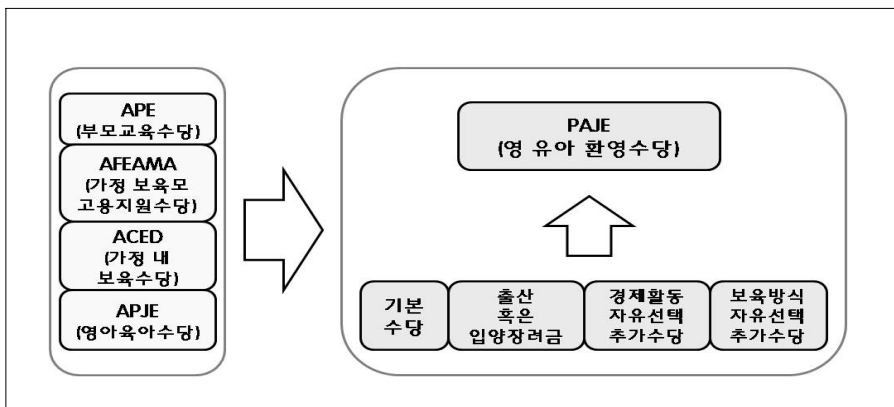 APE
(부모교육수당)
AFEAMA
(가정 보육모
고용지원수당)
ACED
(가정 내
보육수당)
APJE
(영아육아수당)
PAJE
(영 유아 환영수당)
기본
수당
출산
혹은
입양장려금
경제활동
자유선택
추가수당
보육방식
자유선택
추가수당